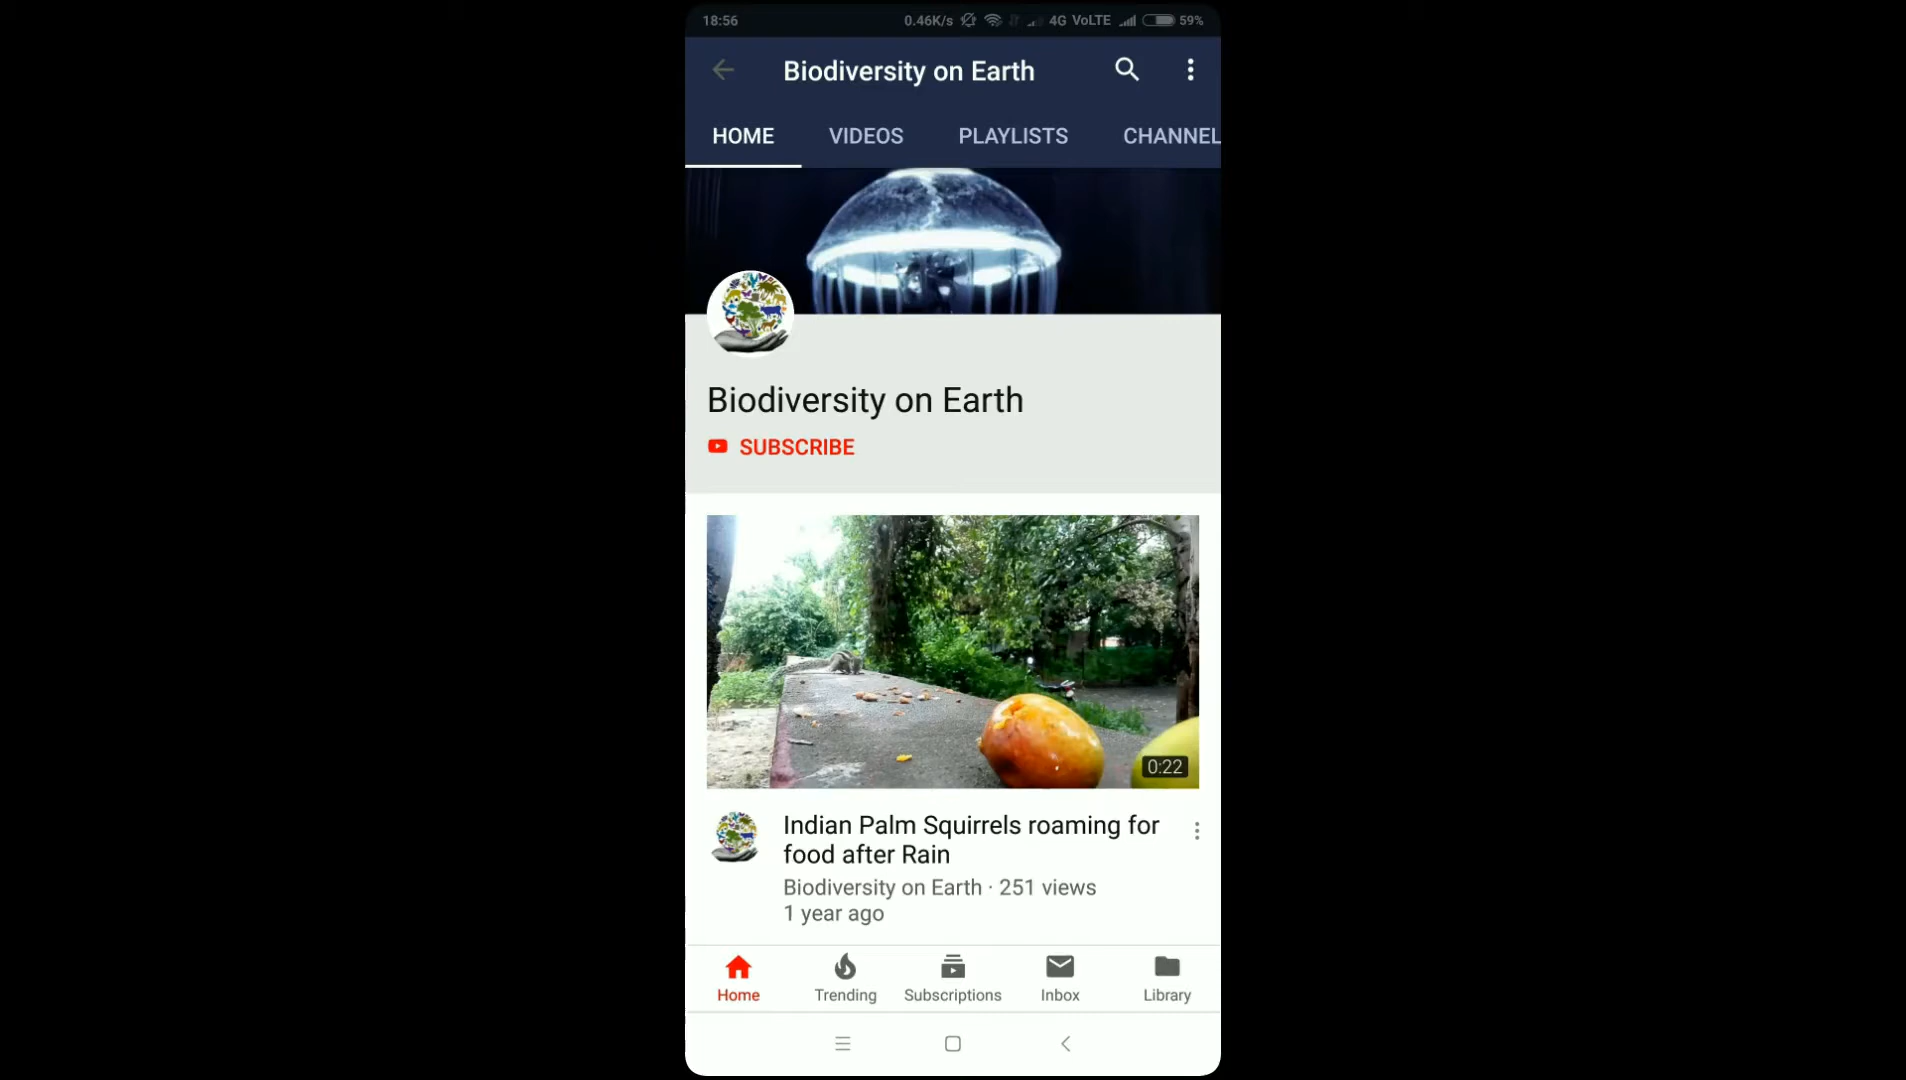 18:56 0.46K/s 4G VoLTE 59%
Biodiversity on Earth
HOME VIDEOS PLAYLISTS CHANNEL
Biodiversity on Earth
SUBSCRIBE
0:22
Indian Palm Squirrels roaming for
food after Rain
Biodiversity on Earth · 251 views
1 year ago
Home Trending Subscriptions Inbox Library